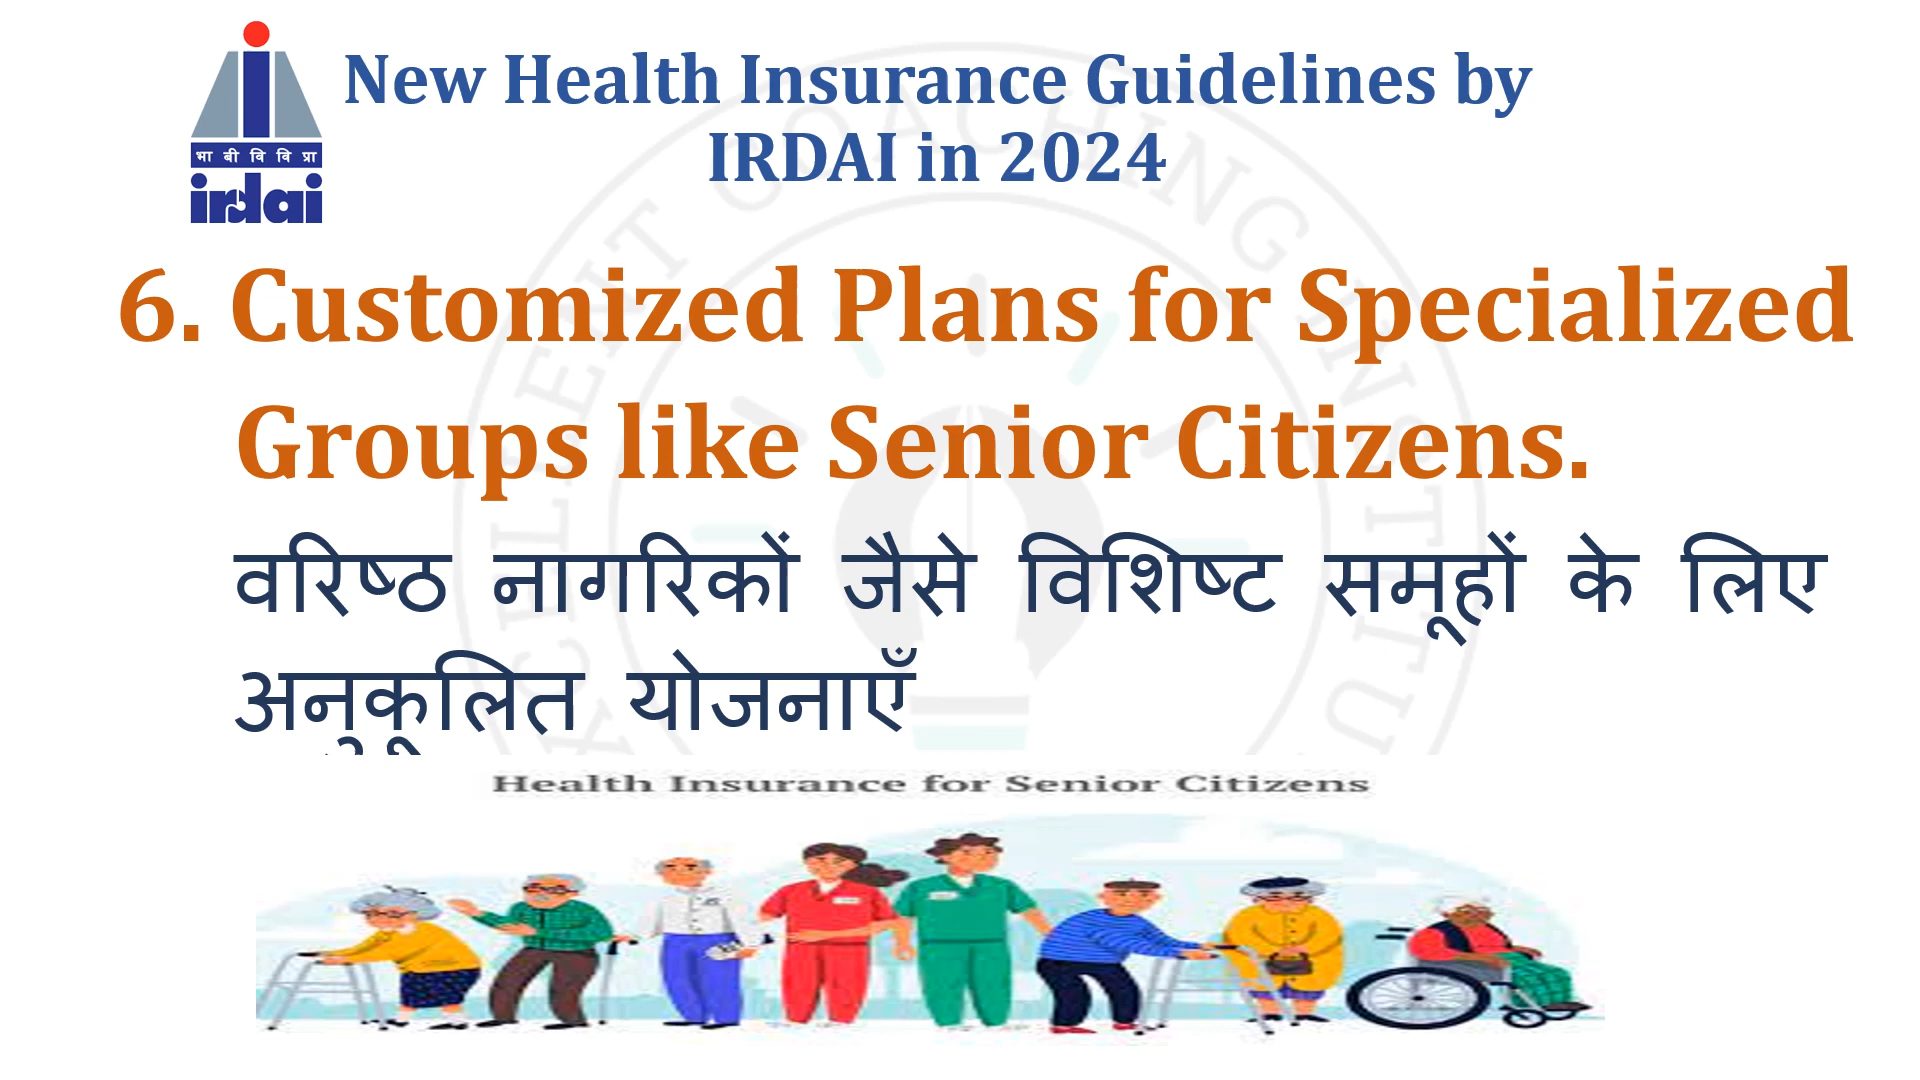 भा बी वि वि प्रा
irdai
New Health Insurance Guidelines by
IRDAI in 2024
6. Customized Plans for Specialized
Groups like Senior Citizens.
वरिष्ठ नागरिकों जैसे विशिष्ट समूहों के लिए
अनुकूलित योजनाएँ
Health Insurance for Senior Citizens
COACHING